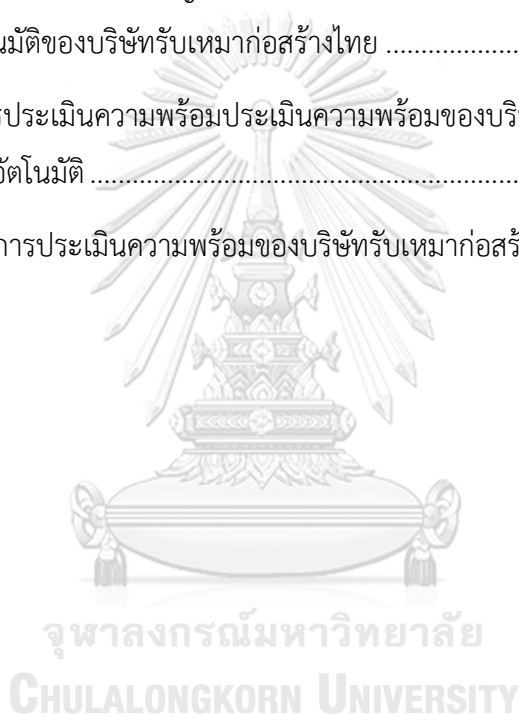 นมัติของบริษัทรับเหมาก่อสร้างไทย ......................
รประเมินความพร้อมประเมินความพร้อมของบริษ
อัตโนมัติ ..........................................................................
การประเมินความพร้อมของบริษัทรับเหมาก่อสร้
จุฬาลงกรณ์มหาวิทยาลัย
CHULALONGKORN UNIVERSITY